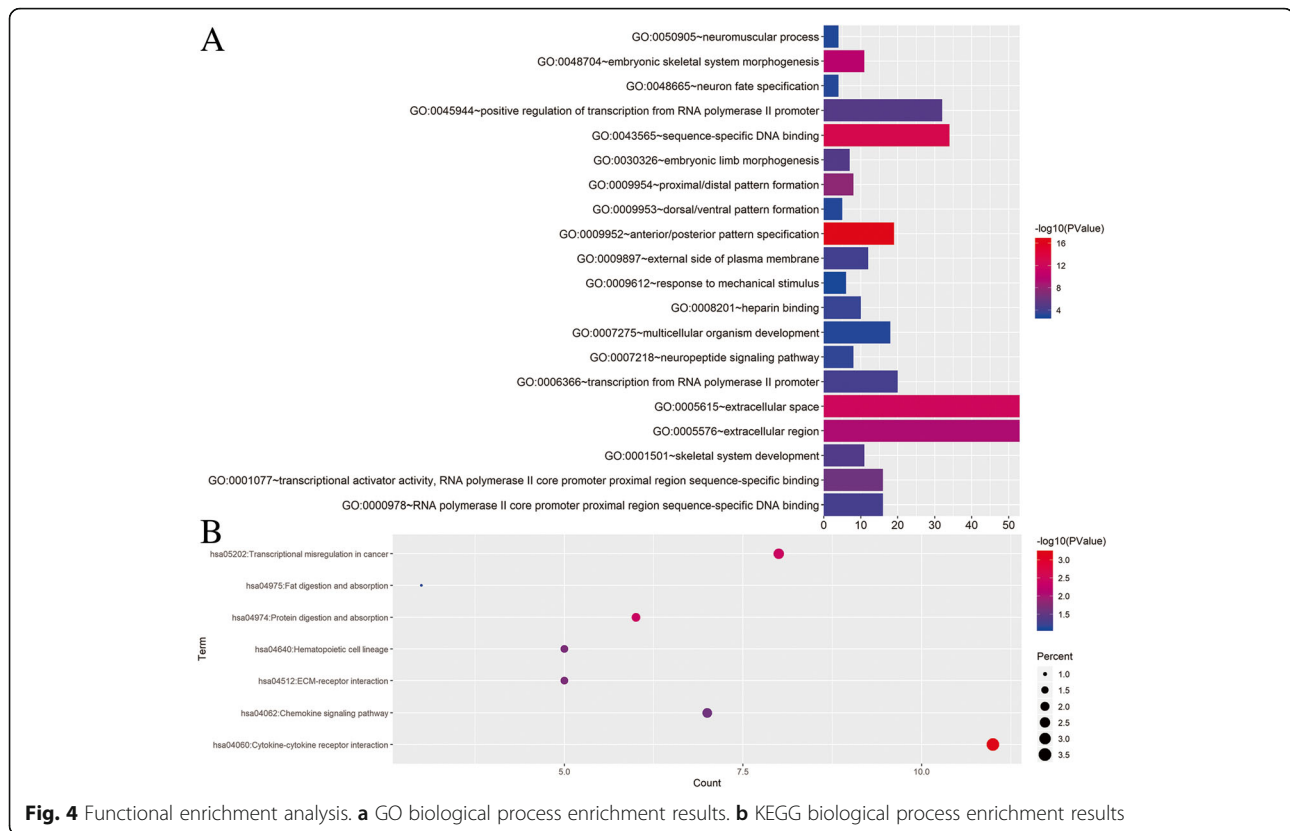 A
GO:0050905~neuromuscular process
GO:0048704~embryonic skeletal system morphogenesis
GO:0048665~neuron fate specification
GO:0045944~positive regulation of transcription from RNA polymerase II promoter
GO:0043565~sequence-specific DNA binding
GO:0030326~embryonic limb morphogenesis
GO:0009954~proximal/distal pattern formation
GO:0009953~dorsal/ventral pattern formation
GO:0009952~anterior/posterior pattern specification
GO:0009897~external side of plasma membrane
GO:0009612~response to mechanical stimulus
GO:0008201~heparin binding
GO:0007275~multicellular organism development
GO:0007218~neuropeptide signaling pathway
GO:0006366~transcription from RNA polymerase II promoter
GO:0005615~extracellular space
GO:0005576~extracellular region
GO:0001501~skeletal system development
GO:0001077~transcriptional activator activity, RNA polymerase II core promoter proximal region sequence-specific binding
GO:0000978~RNA polymerase II core promoter proximal region sequence-specific DNA binding
0 10 20 30 40 50
-log10(PValue)
16
12
8
4
B
hsa05202:Transcriptional misregulation in cancer
hsa04975:Fat digestion and absorption
hsa04974:Protein digestion and absorption
hsa04640:Hematopoietic cell lineage
hsa04512:ECM-receptor interaction
hsa04062:Chemokine signaling pathway
hsa04060:Cytokine-cytokine receptor interaction
Term
5.0 7.5 10.0
Count
-log10(PValue)
3.0
2.5
2.0
1.5
Percent
1.0
1.5
2.0
2.5
3.0
3.5
Fig. 4 Functional enrichment analysis. a GO biological process enrichment results. b KEGG biological process enrichment results